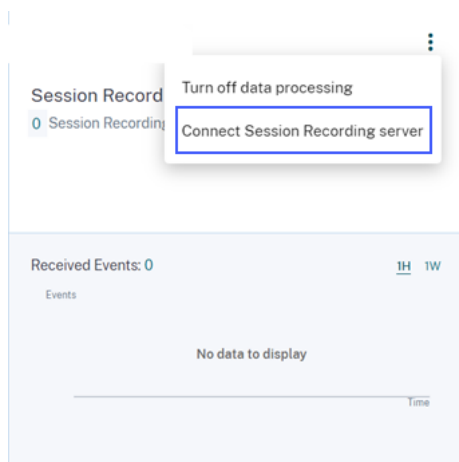 Turn off data processing
Session Record
0 Session Recording
Connect Session Recording server
Received Events: 0
1H 1W
Events
No data to display
Time